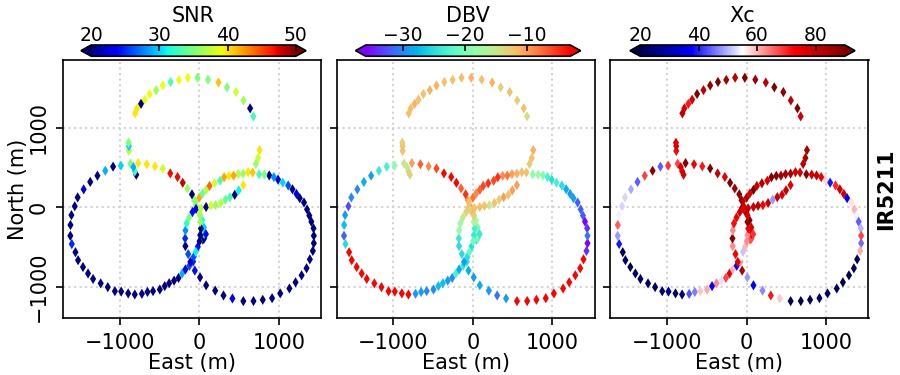 SNR DBV Xc
20 30 40 50 −30 −20 −10 20 40 60 80
North (m)
1000
0
−1000
−1000 0 1000 −1000 0 1000 −1000 0 1000
East (m) East (m) East (m)
IR5211